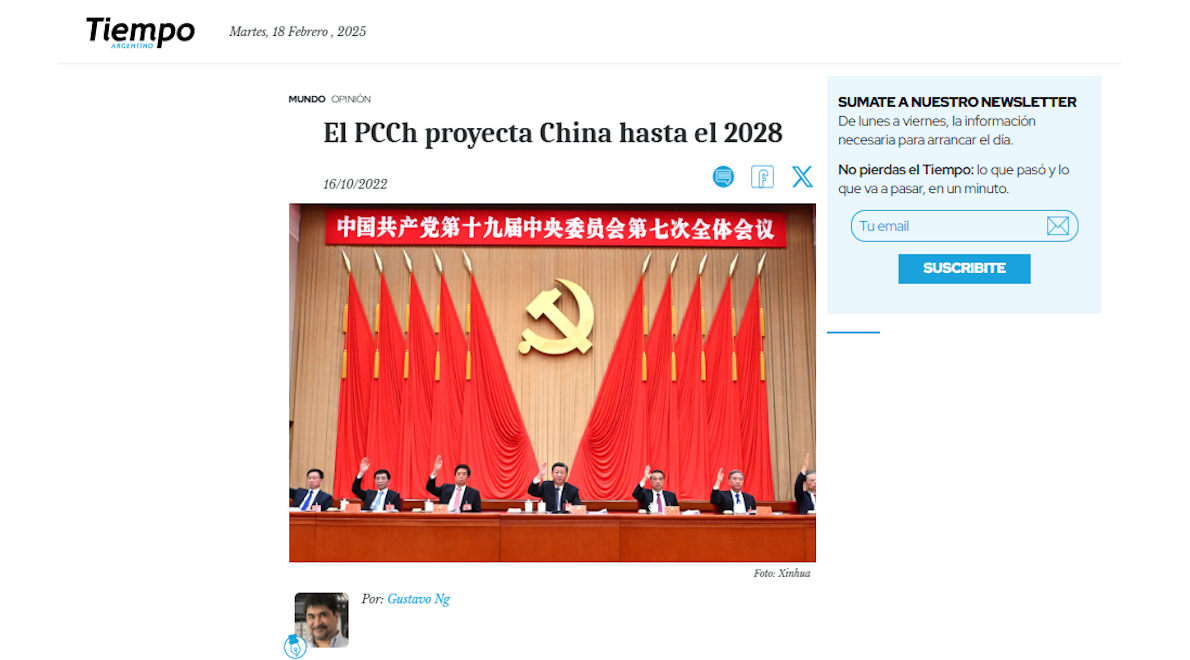 Tiempo
ARGENTINO
Martes, 18 Febrero , 2025
MUNDO OPINIÓN
El PCCh proyecta China hasta el 2028
16/10/2022
中国共产党第十九届中央委员会第七次全体会议
Foto: Xinhua
Por: Gustavo Ng
SUMATE A NUESTRO NEWSLETTER
De lunes a viernes, la información
necesaria para arrancar el día.
No pierdas el Tiempo: lo que pasó y lo
que va a pasar, en un minuto.
Tu email
SUSCRIBITE